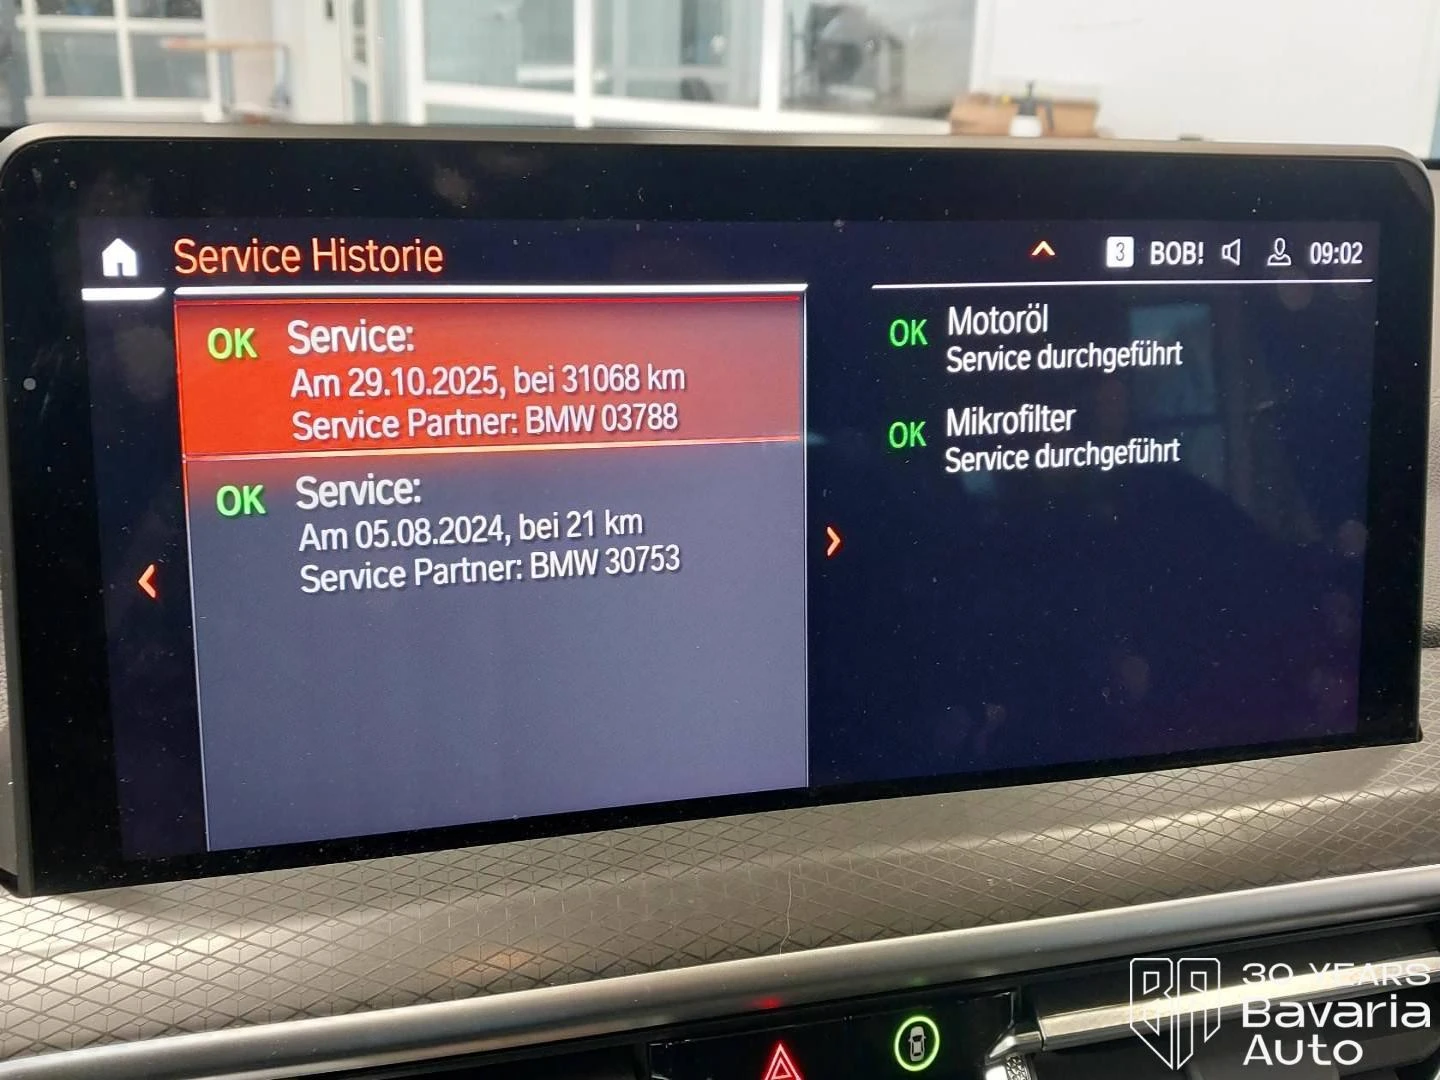 Service Historie
3 BOB! 09:02
OK Service:
Am 29.10.2025, bei 31068 km
Service Partner: BMW 03788
OK Service:
Am 05.08.2024, bei 21 km
Service Partner: BMW 30753
OK Motoröl
Service durchgeführt
OK Mikrofilter
Service durchgeführt
30 YEARS
Bavaria
Auto